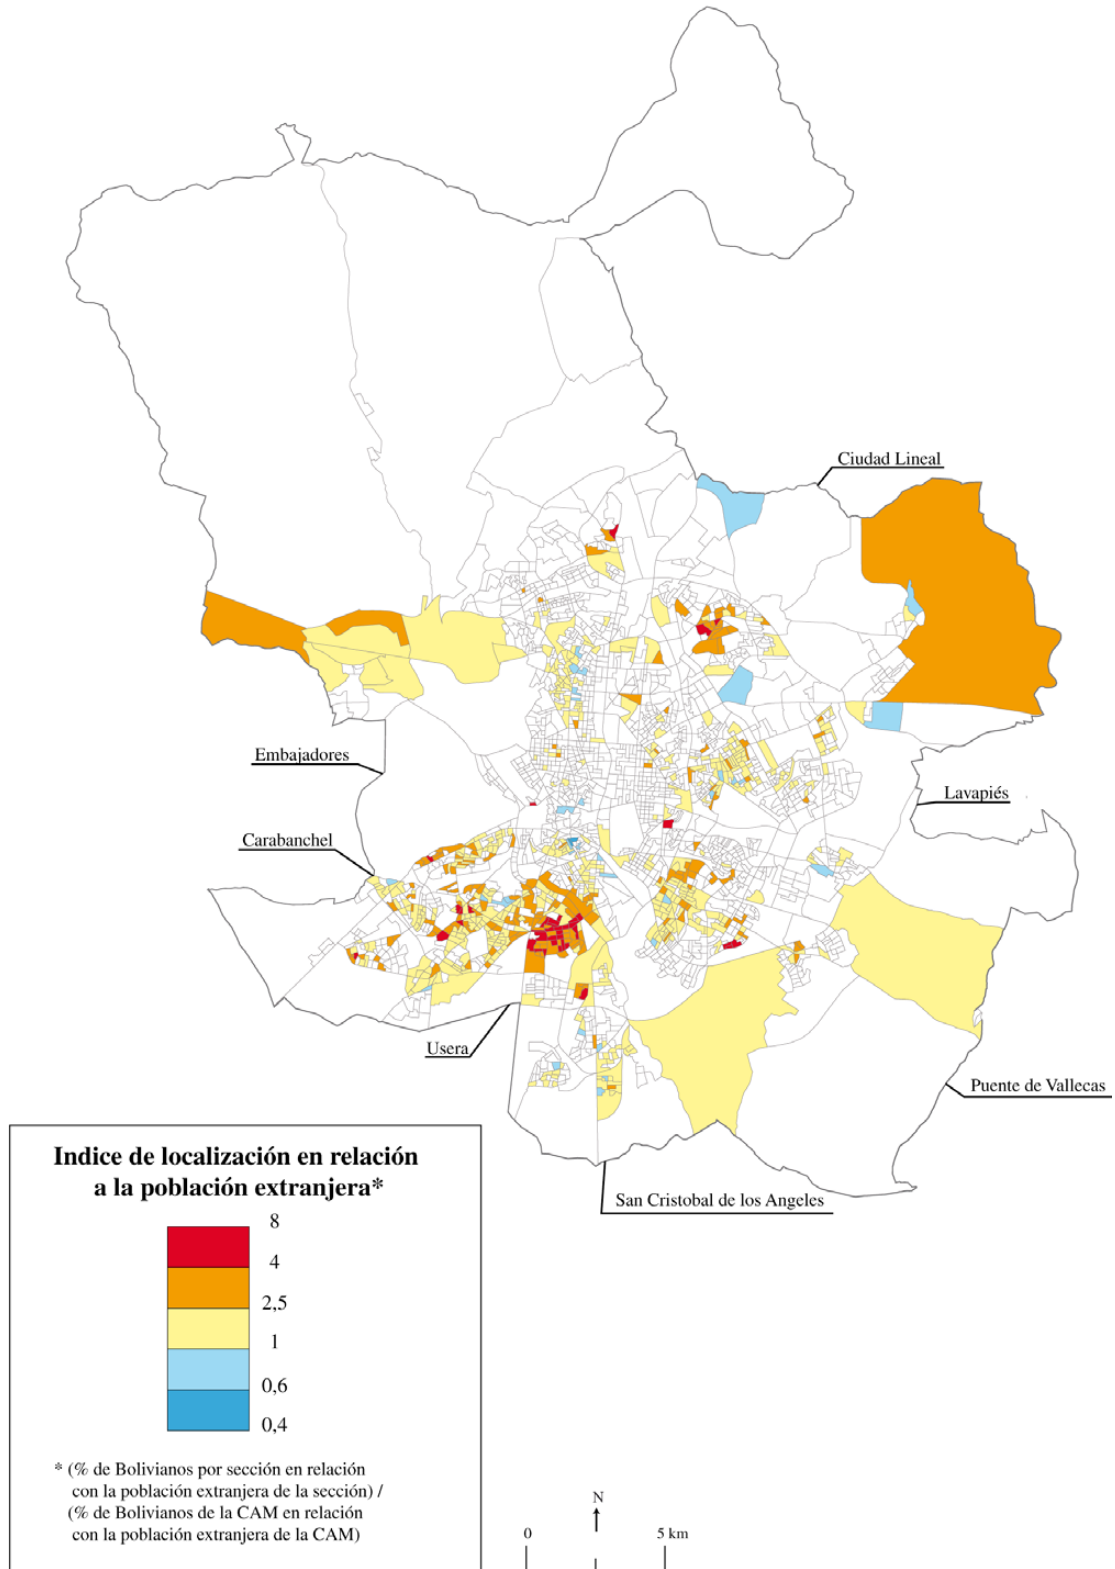 Ciudad Lineal
Embajadores
Lavapiés
Carabanchel
Usera
Puente de Vallecas
San Cristobal de los Angeles
Indice de localización en relación
a la población extranjera*
8
4
2,5
1
0,6
0,4
* (% de Bolivianos por sección en relación
con la población extranjera de la sección) /
(% de Bolivianos de la CAM en relación
con la población extranjera de la CAM)
N
0 5 km